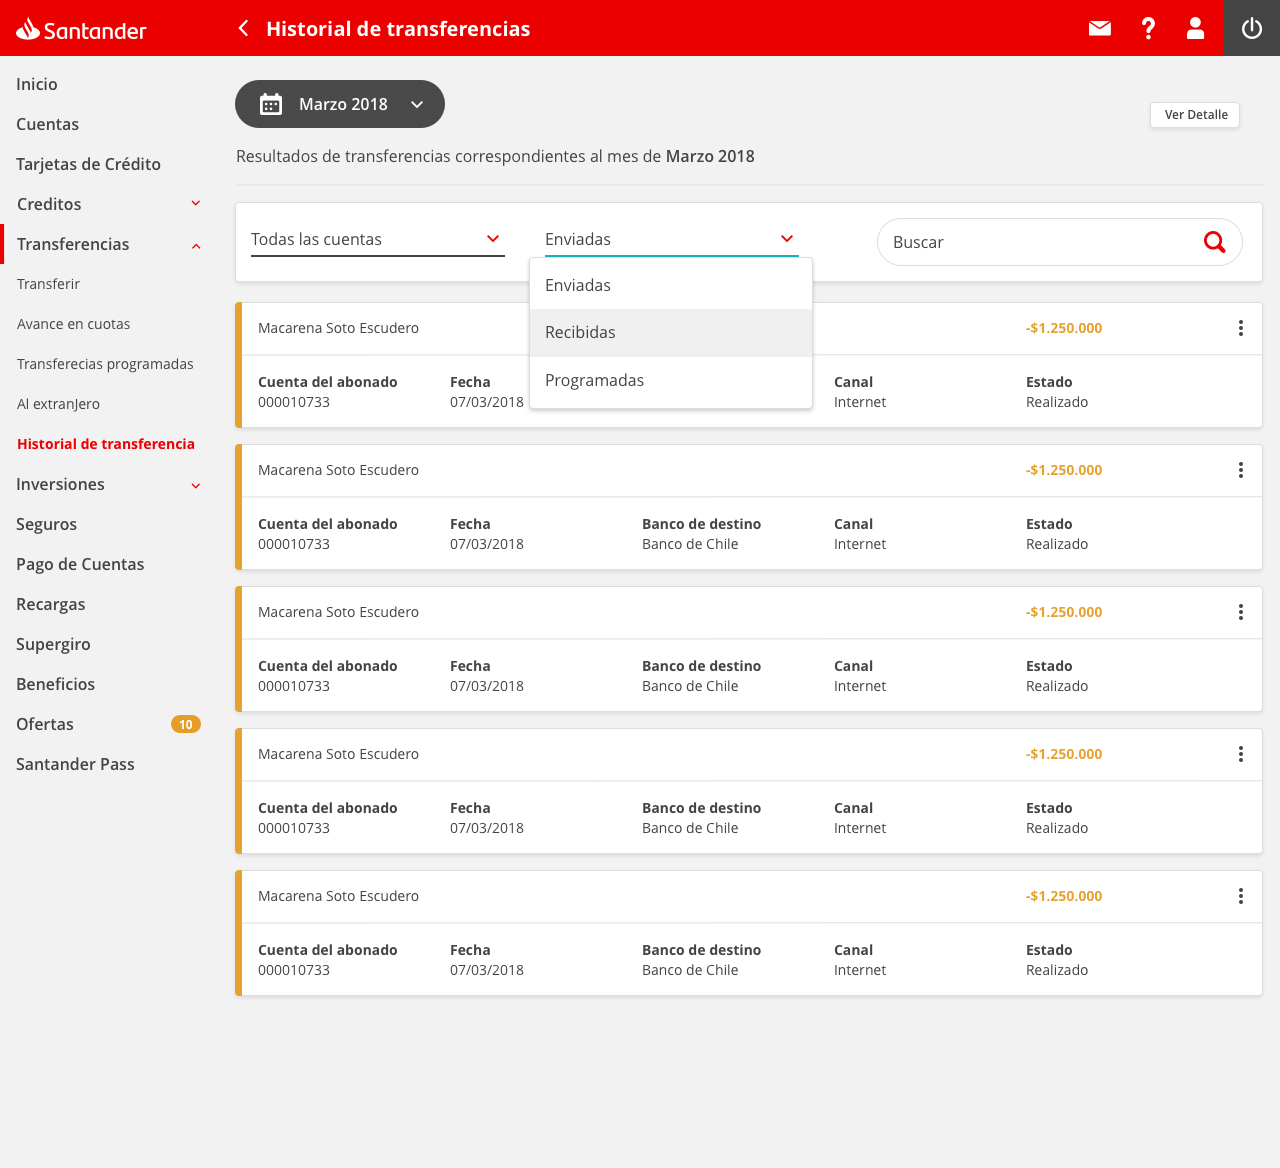 Santander
Historial de transferencias
Inicio
Cuentas
Tarjetas de Crédito
Creditos
Transferencias
Transferir
Avance en cuotas
Transferecias programadas
Al extranJero
Historial de transferencia
Inversiones
Seguros
Pago de Cuentas
Recargas
Supergiro
Beneficios
Ofertas 10
Santander Pass
Marzo 2018
Ver Detalle
Resultados de transferencias correspondientes al mes de Marzo 2018
Todas las cuentas
Enviadas
Buscar
Enviadas
Recibidas
Programadas
Macarena Soto Escudero -$1.250.000
Cuenta del abonado Fecha Canal Estado
000010733 07/03/2018 Internet Realizado
Macarena Soto Escudero -$1.250.000
Cuenta del abonado Fecha Banco de destino Canal Estado
000010733 07/03/2018 Banco de Chile Internet Realizado
Macarena Soto Escudero -$1.250.000
Cuenta del abonado Fecha Banco de destino Canal Estado
000010733 07/03/2018 Banco de Chile Internet Realizado
Macarena Soto Escudero -$1.250.000
Cuenta del abonado Fecha Banco de destino Canal Estado
000010733 07/03/2018 Banco de Chile Internet Realizado
Macarena Soto Escudero -$1.250.000
Cuenta del abonado Fecha Banco de destino Canal Estado
000010733 07/03/2018 Banco de Chile Internet Realizado